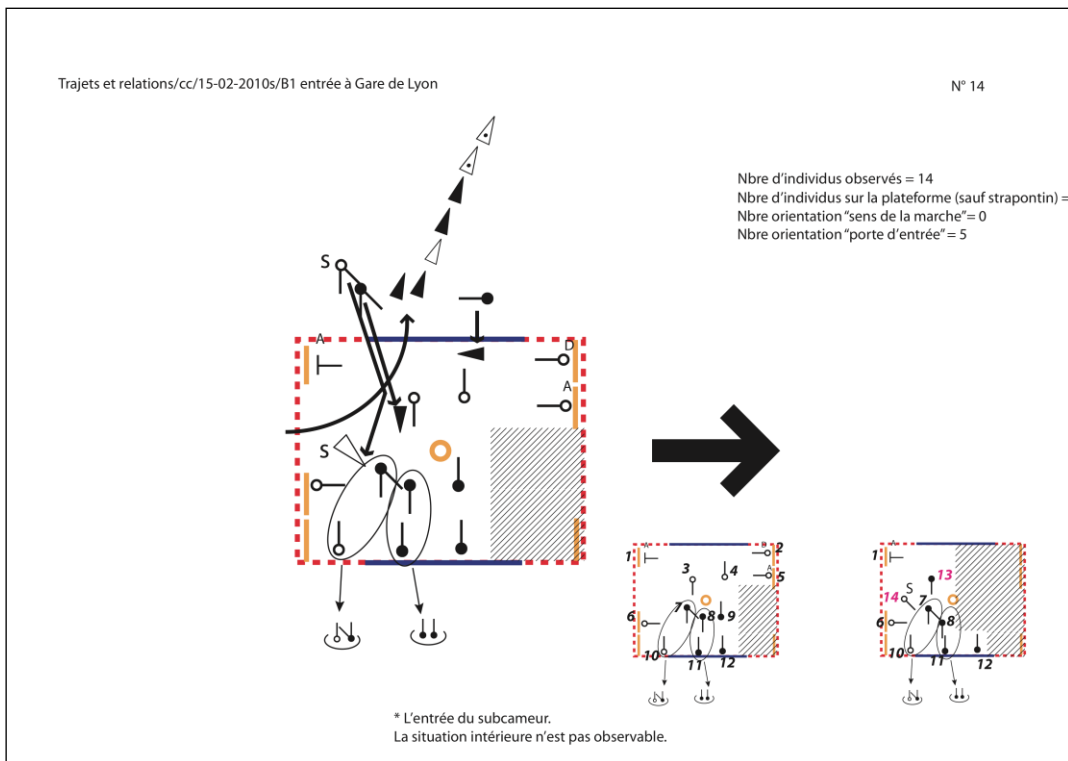 Trajets et relations/cc/15-02-2010s/B1 entrée à Gare de Lyon
N° 14
Nbre d'individus observés = 14
Nbre d'individus sur la plateforme (sauf strapontin) =
Nbre orientation "sens de la marche"= 0
Nbre orientation "porte d'entrée" = 5
S
A
D
A
S
A
1
D
2
3
4
A
5
6
7
8
9
10
11
12
A
1
13
14
S
7
6
8
10
11
12
* L'entrée du subcameur.
La situation intérieure n'est pas observable.